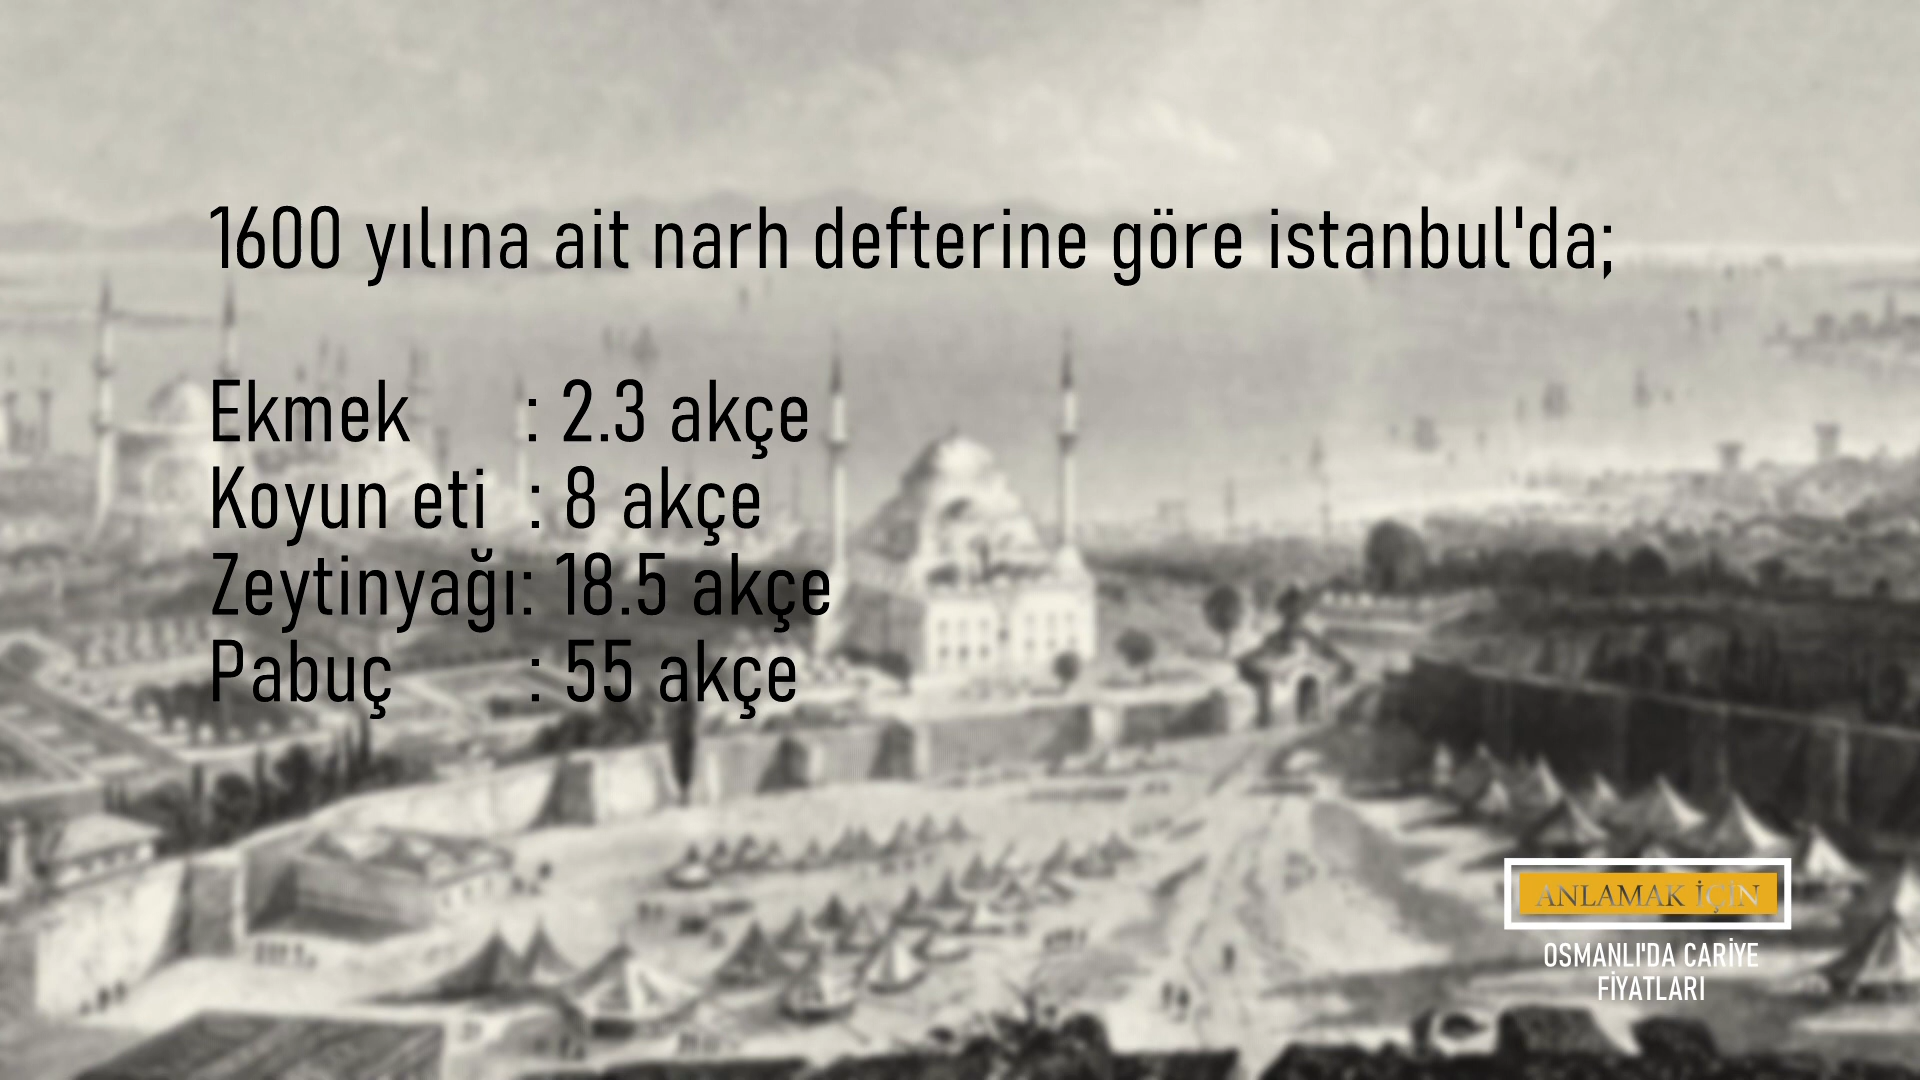 1600 yılına ait narh defterine göre istanbul'da;
Ekmek : 2.3 akçe
Koyun eti : 8 akçe
Zeytinyağı: 18.5 akçe
Pabuç : 55 akçe
ANLAMAK İÇİN
OSMANLI'DA CARİYE
FİYATLARI